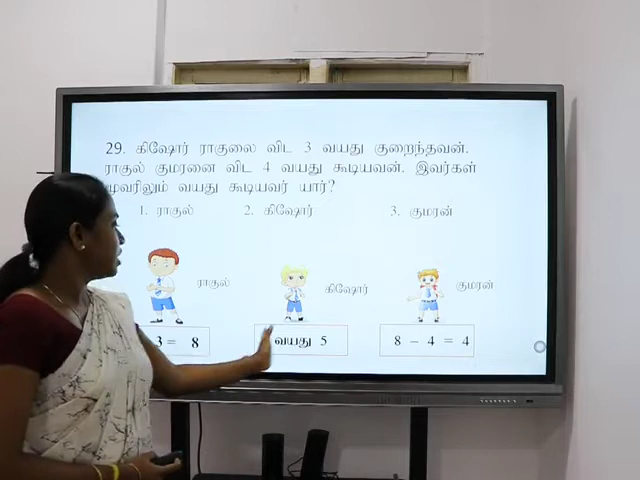 29. கிஷோர் ராகுலை விட 3 வயது குறைந்தவன்.
ராகுல் குமரனை விட 4 வயது கூடியவன். இவர்கள்
மூவரிலும் வயது கூடியவர் யார்?
1. ராகுல் 2. கிஷோர் 3. குமரன்
ராகுல் கிஷோர் குமரன்
3 = 8 வயது 5 8 - 4 = 4